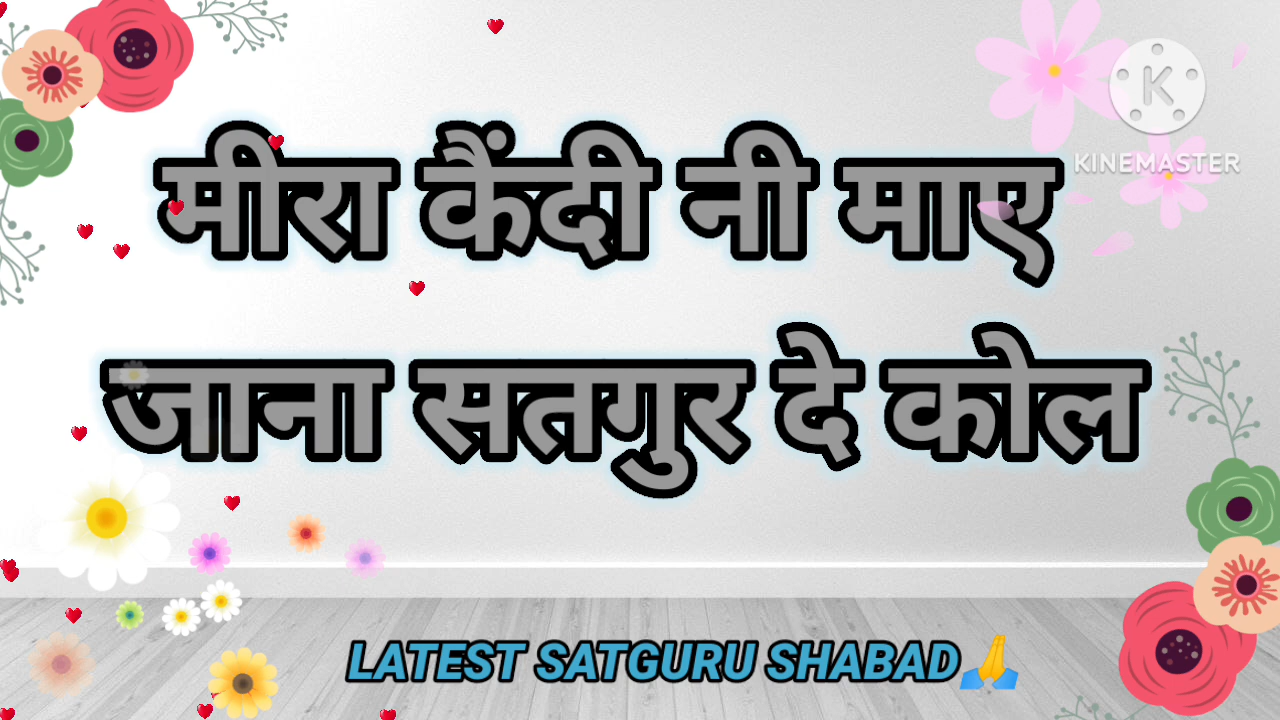 KINEMASTER
मीरा कैंदी नी माए
जाना सतगुर दे कोल
LATEST SATGURU SHABAD🙏